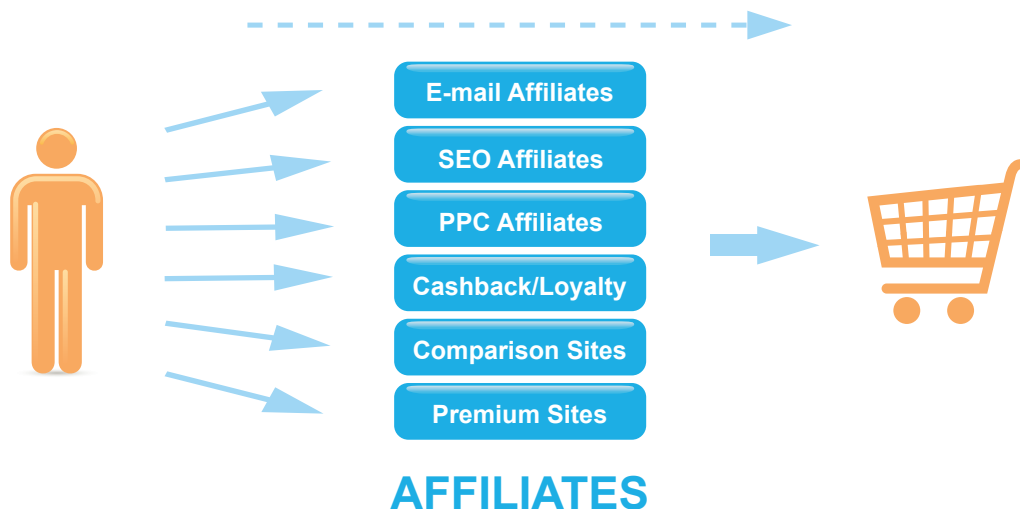 E-mail Affiliates
SEO Affiliates
PPC Affiliates
Cashback/Loyalty
Comparison Sites
Premium Sites
AFFILIATES